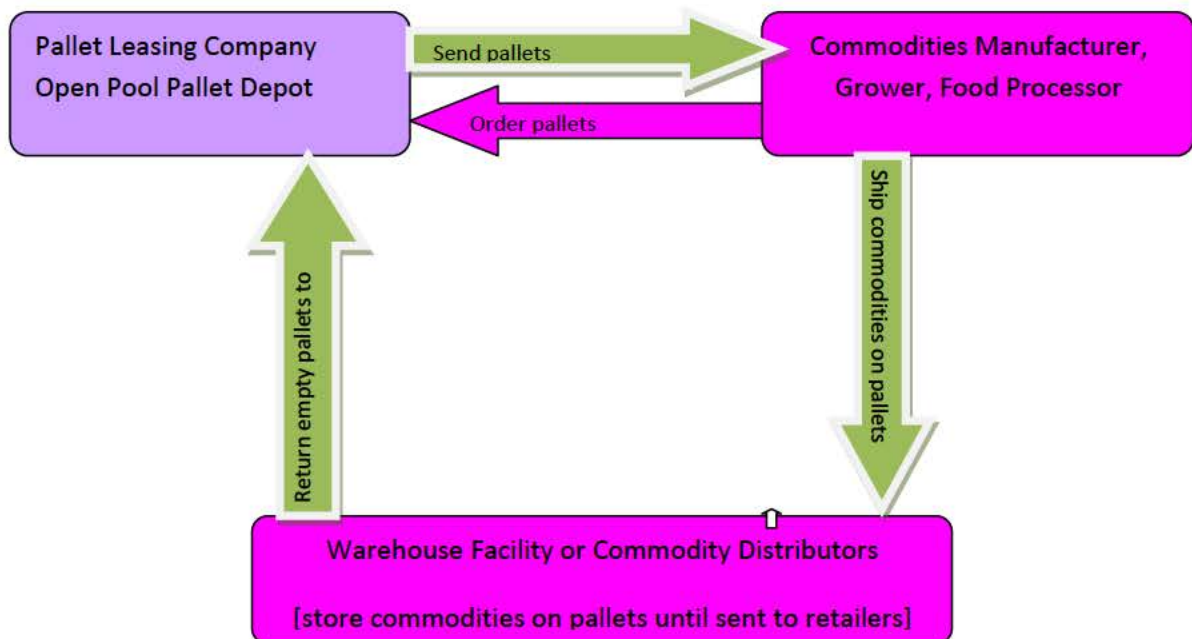 Pallet Leasing Company
Open Pool Pallet Depot
Send pallets
Order pallets
Commodities Manufacturer,
Grower, Food Processor
Ship commodities on pallets
Return empty pallets to
Warehouse Facility or Commodity Distributors
[store commodities on pallets until sent to retailers]